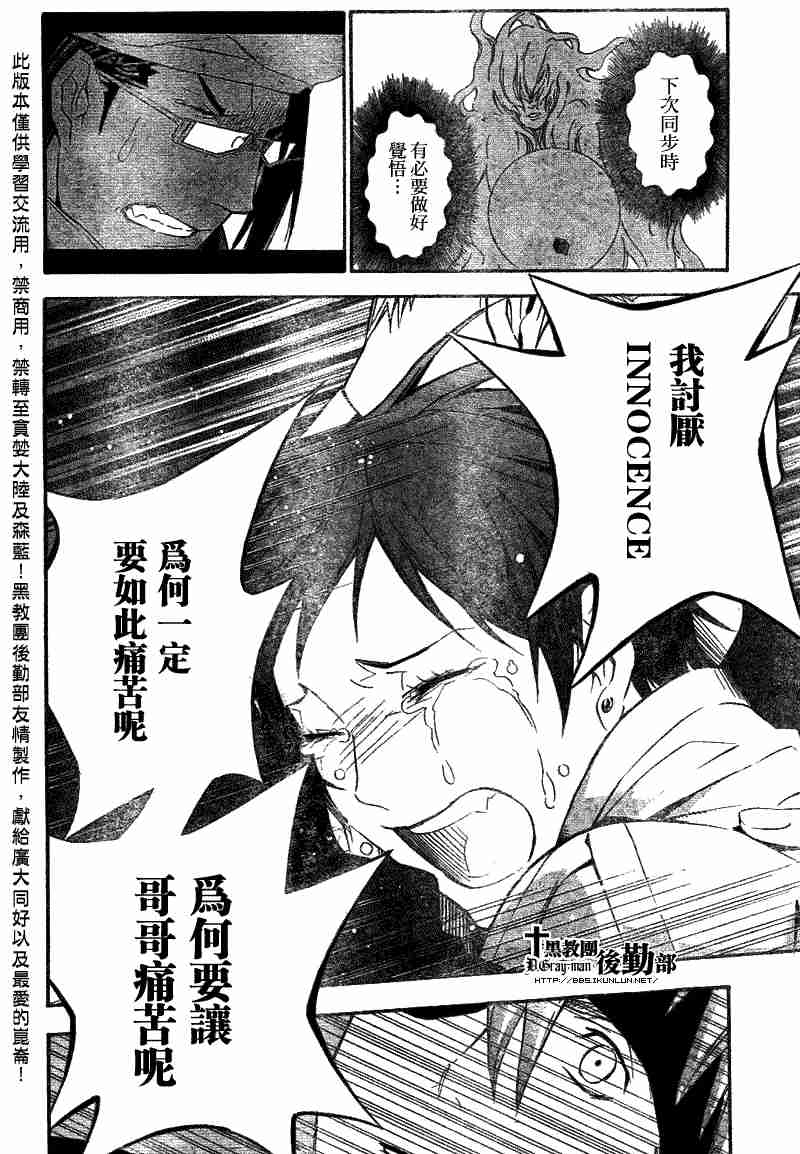 下次同步時
有必要做好
覺悟…
我討厭
INNOCENCE
爲何一定
要如此痛苦呢
爲何要讓
哥哥痛苦呢
黑教團
D.Gray-man
後勤部
HTTP://BBS.IKUNLUN.NET/
此版本僅供學習交流用，禁商用，禁轉至貪婪大陸及森藍！黑教團後勤部友情製作，獻給廣大同好以及最愛的崑崙！